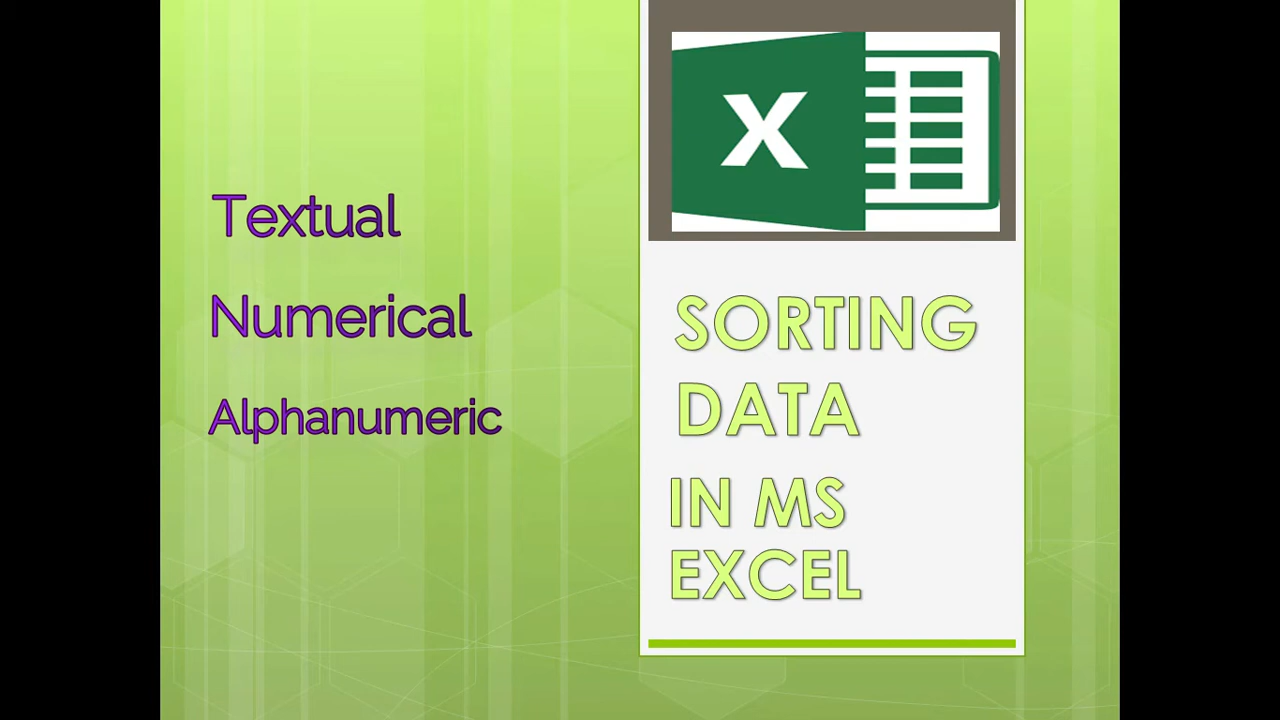 Textual
Numerical
Alphanumeric
X
SORTING
DATA
IN MS
EXCEL